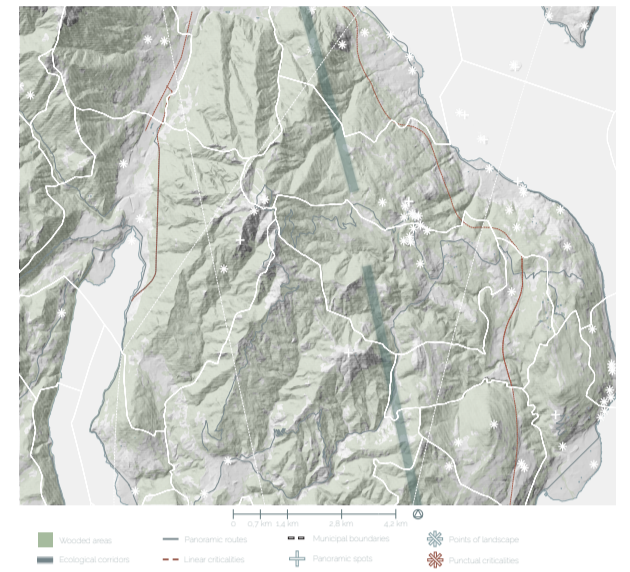 0 0.7 km 1.4 km 2.8 km 4.2 km
Wooded areas Panoramic routes Municipal boundaries Points of landscape
Ecological corridors Linear criticalities Panoramic spots Punctual criticalities